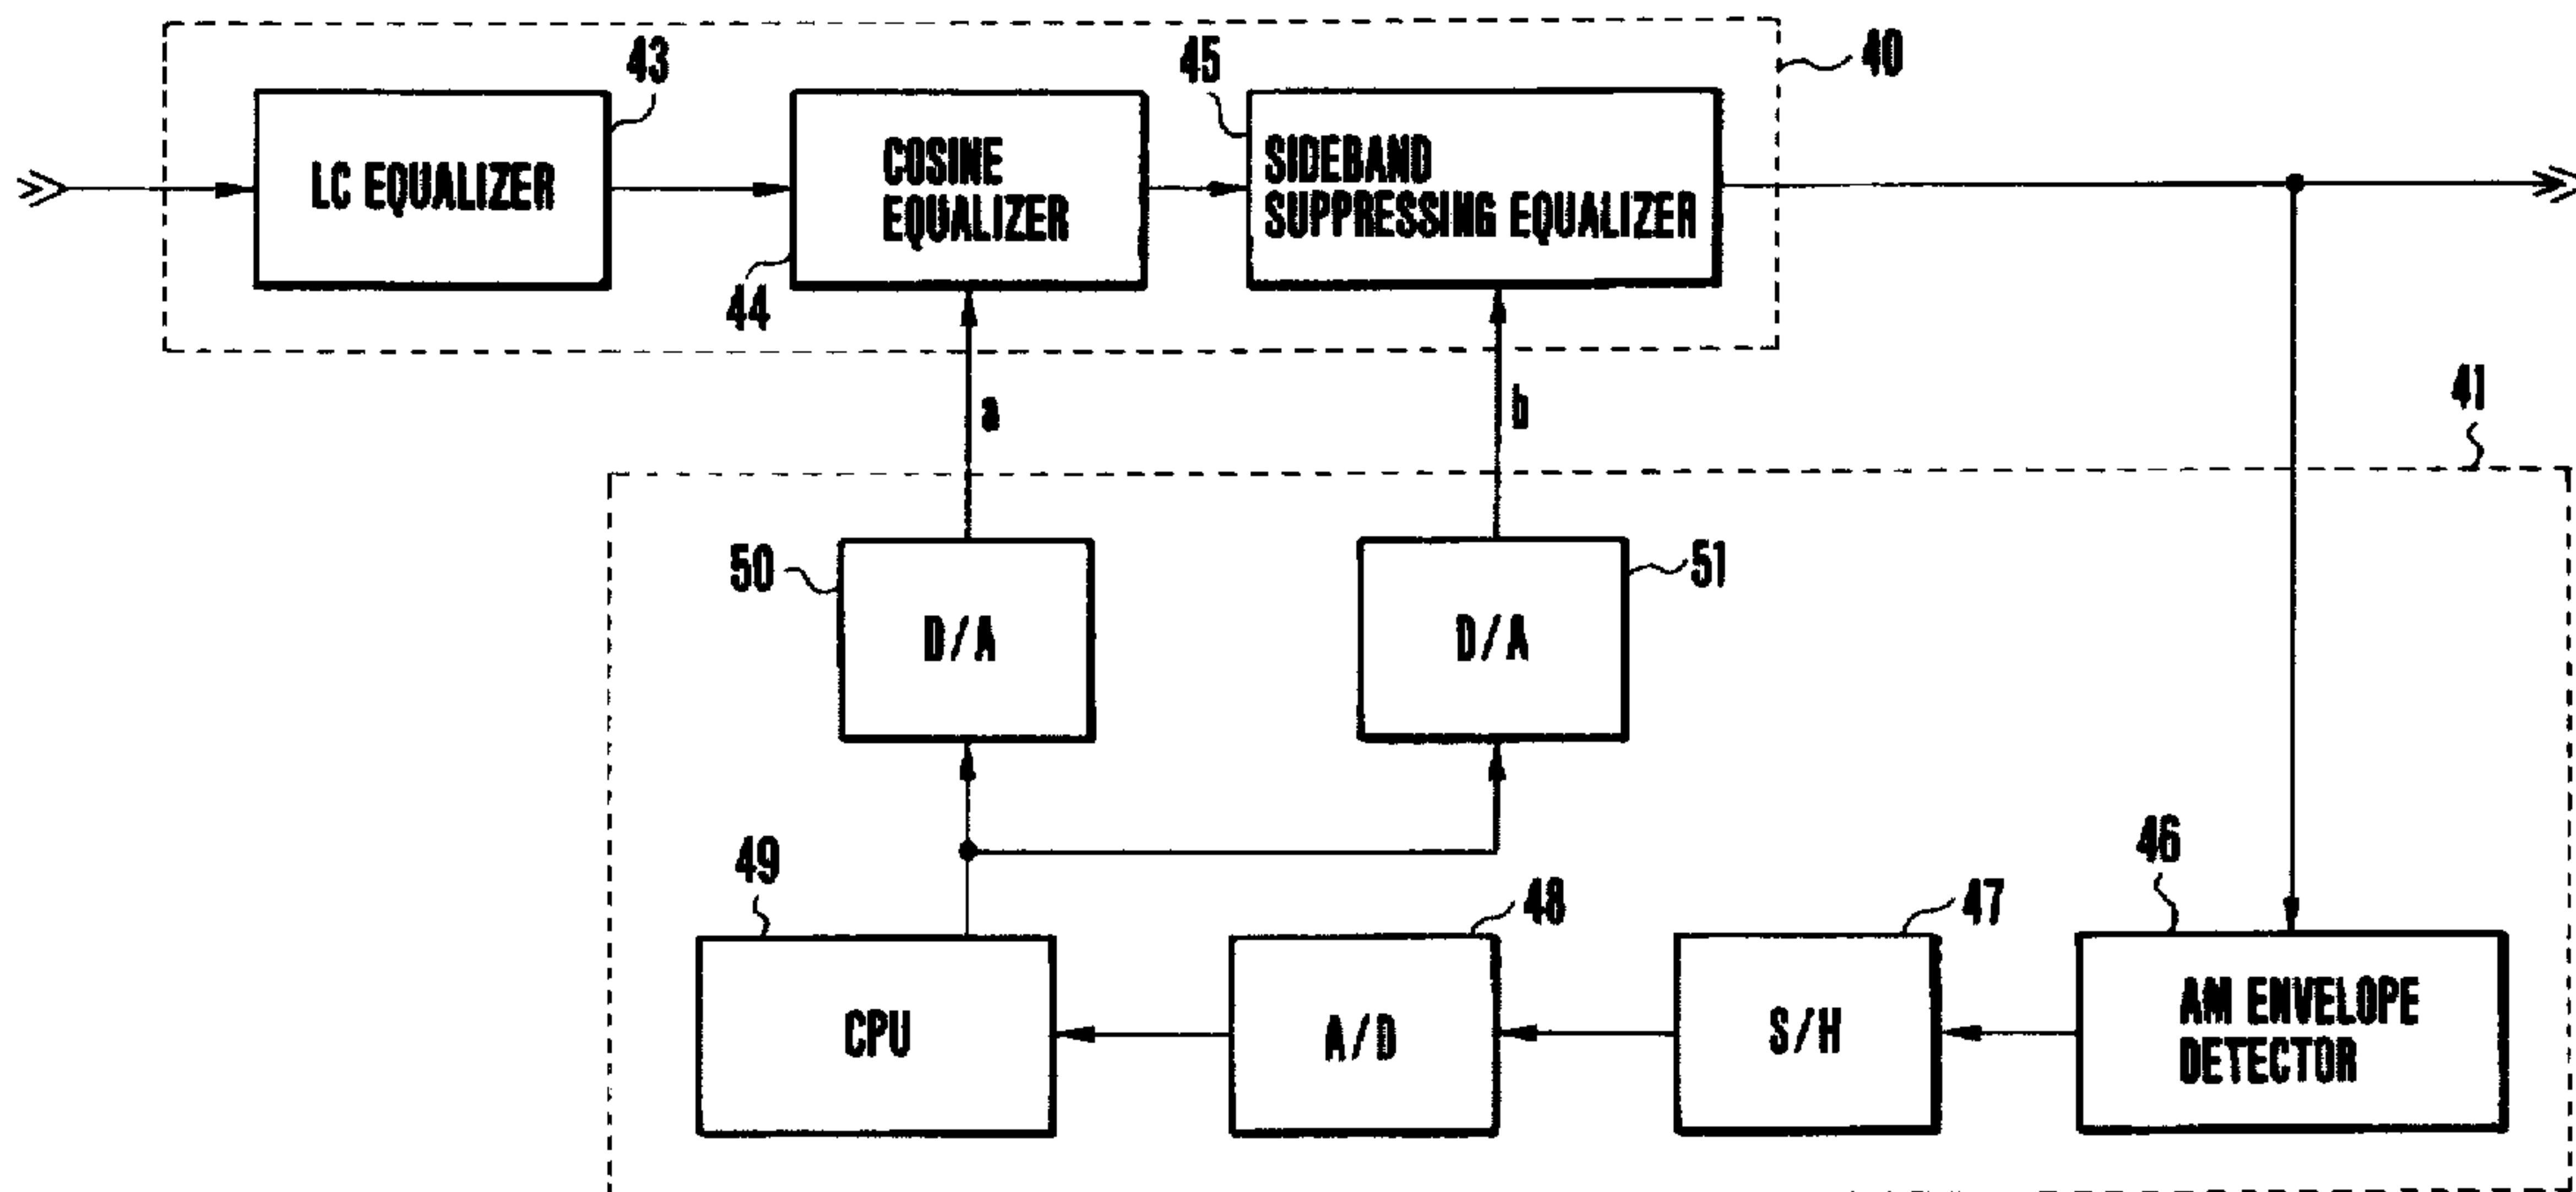 43
45
40
LC EQUALIZER
COSINE
EQUALIZER
SIDEBAND
SUPPRESSING EQUALIZER
44
a
b
41
50
D/A
D/A
51
49
48
47
46
CPU
A/D
S/H
AM ENVELOPE
DETECTOR